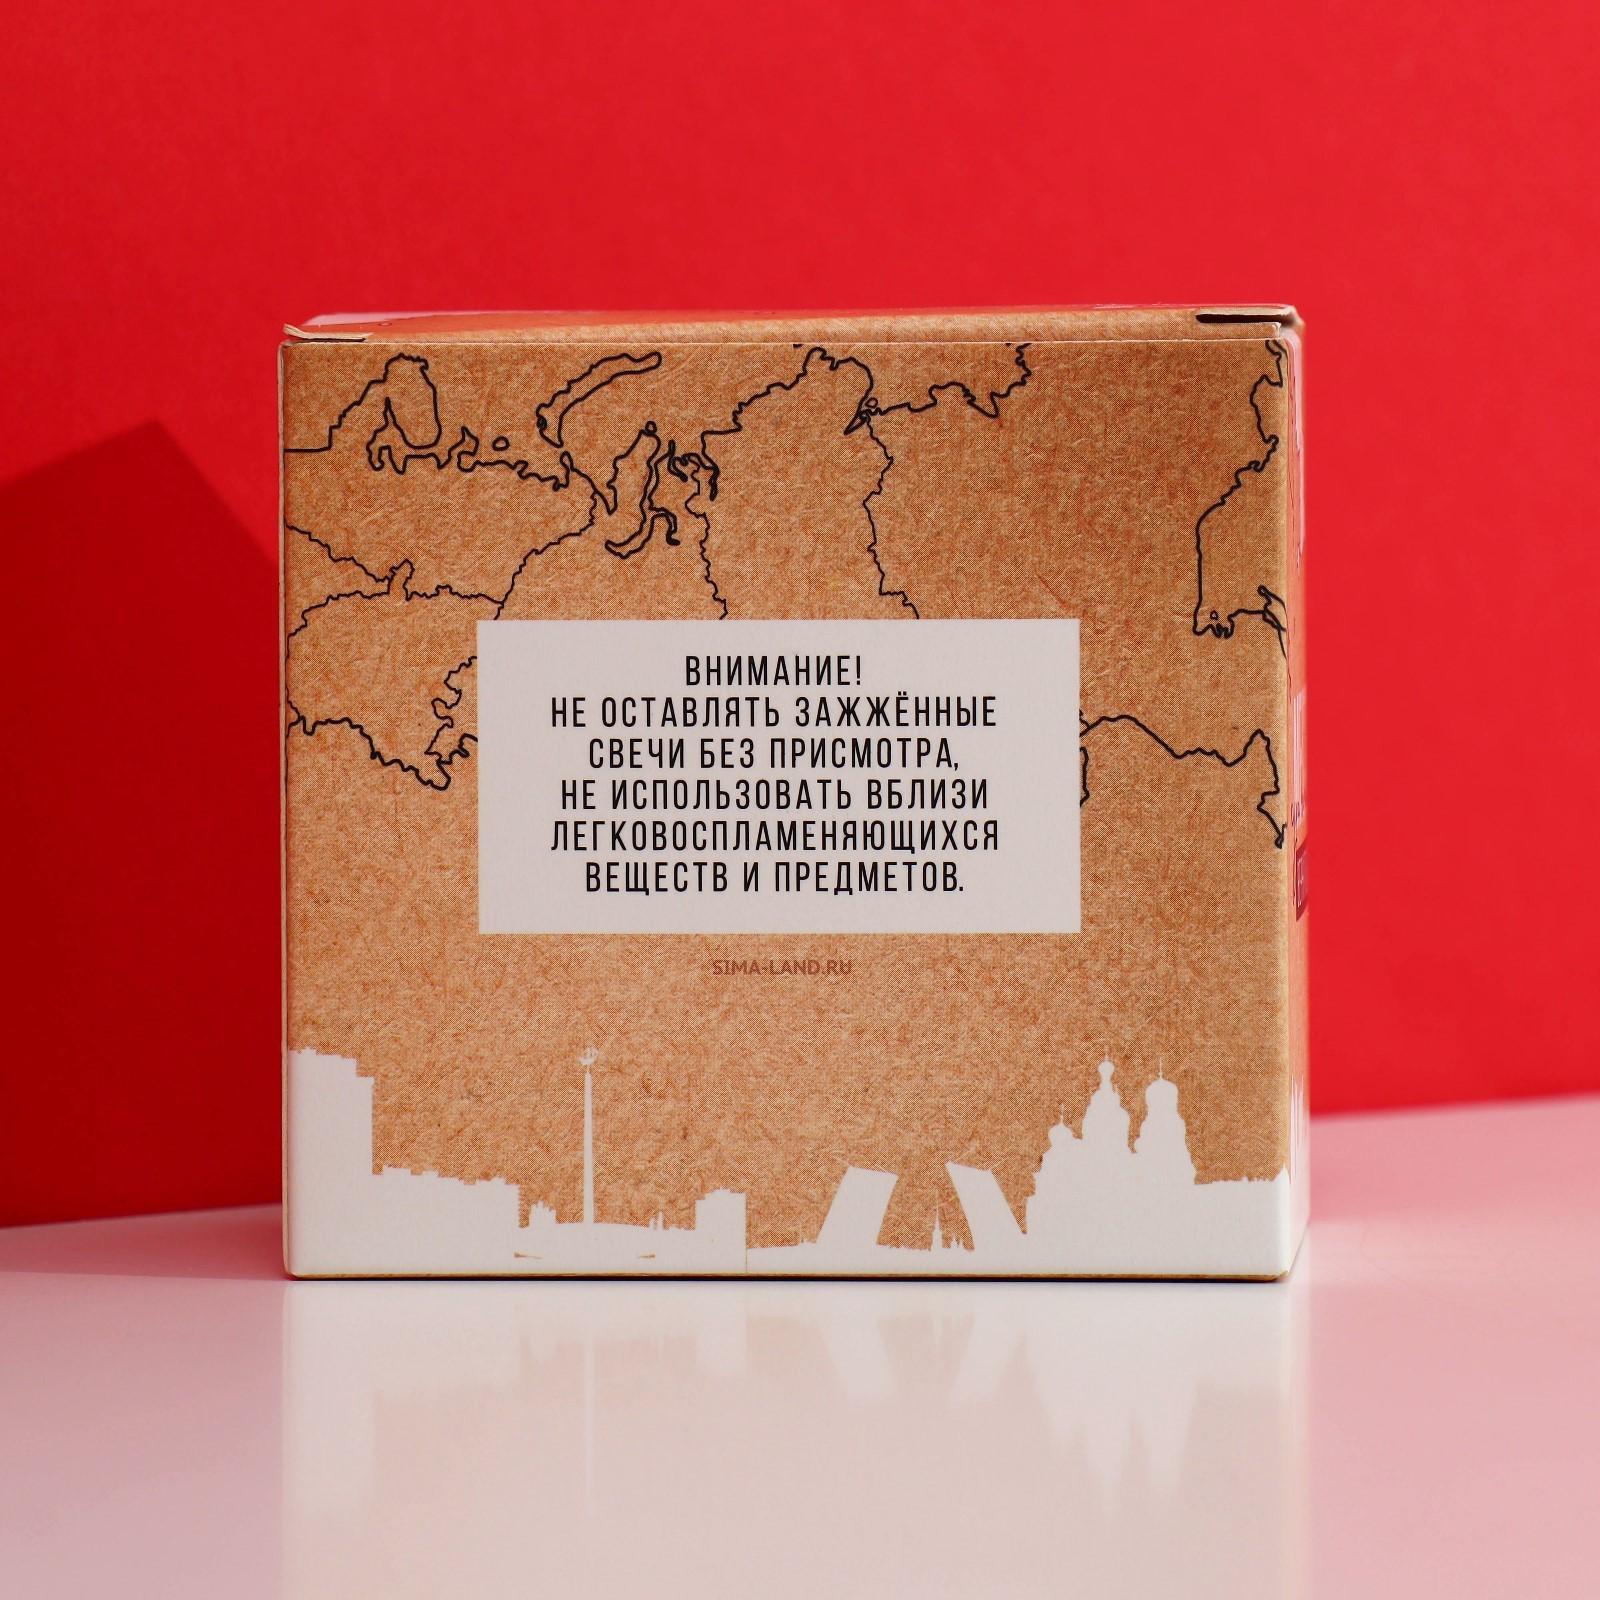 ВНИМАНИЕ!
НЕ ОСТАВЛЯТЬ ЗАЖЖЁННЫЕ
СВЕЧИ БЕЗ ПРИСМОТРА,
НЕ ИСПОЛЬЗОВАТЬ ВБЛИЗИ
ЛЕГКОВОСПЛАМЕНЯЮЩИХСЯ
ВЕЩЕСТВ И ПРЕДМЕТОВ.
SIMA-LAND.RU